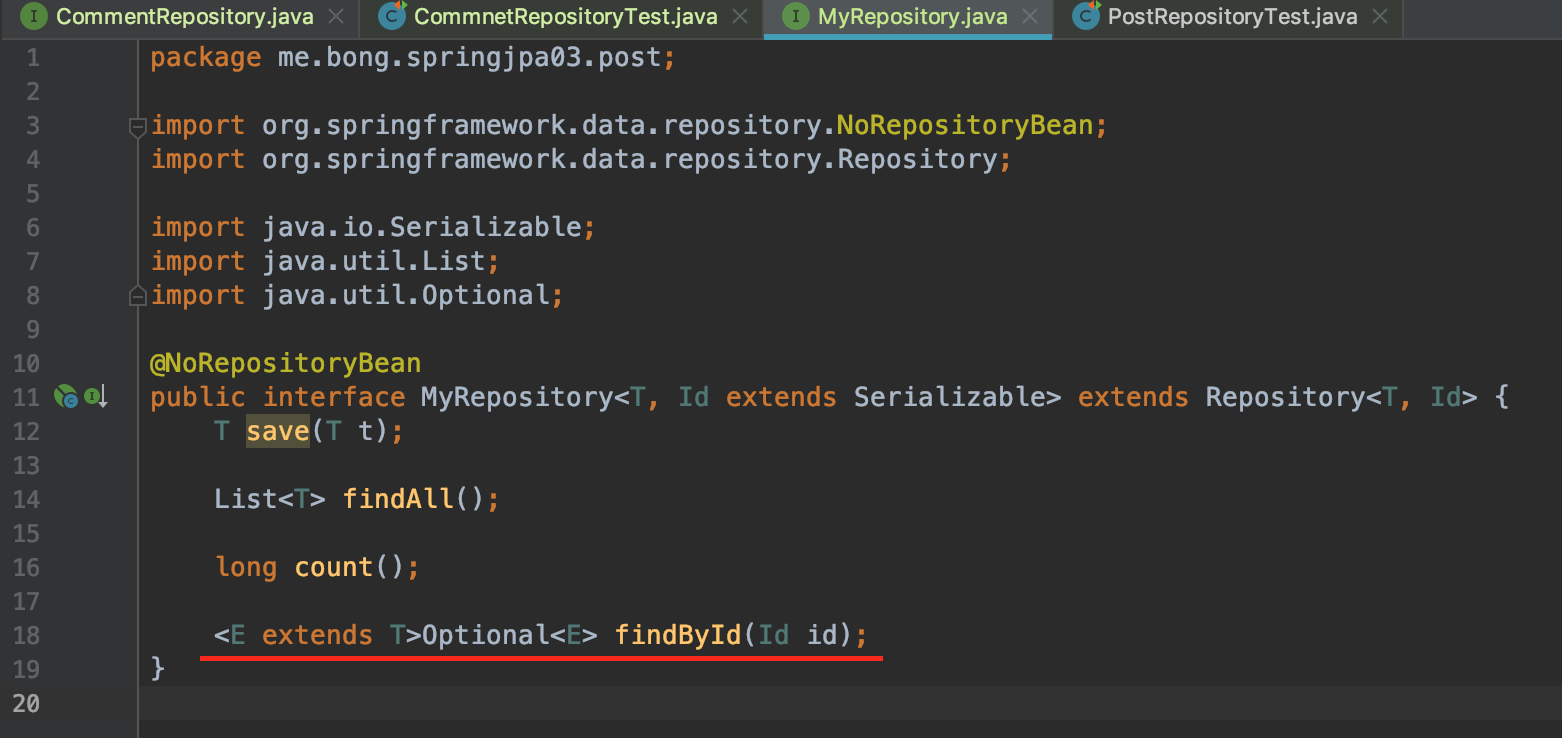 CommentRepository.java CommnetRepositoryTest.java MyRepository.java PostRepositoryTest.java
1 package me.bong.springjpa03.post;
2
3 import org.springframework.data.repository.NoRepositoryBean;
4 import org.springframework.data.repository.Repository;
5
6 import java.io.Serializable;
7 import java.util.List;
8 import java.util.Optional;
9
10 @NoRepositoryBean
11 public interface MyRepository<T, Id extends Serializable> extends Repository<T, Id> {
12 T save(T t);
13
14 List<T> findAll();
15
16 long count();
17
18 <E extends T>Optional<E> findById(Id id);
19 }
20